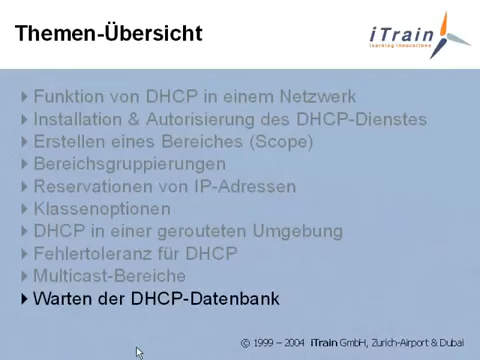 Themen-Übersicht
iTrain
learning innovations
Funktion von DHCP in einem Netzwerk
Installation & Autorisierung des DHCP-Dienstes
Erstellen eines Bereiches (Scope)
Bereichsgruppierungen
Reservationen von IP-Adressen
Klassenoptionen
DHCP in einer gerouteten Umgebung
Fehlertoleranz für DHCP
Multicast-Bereiche
Warten der DHCP-Datenbank
© 1999 – 2004 iTrain GmbH, Zurich-Airport & Dubai